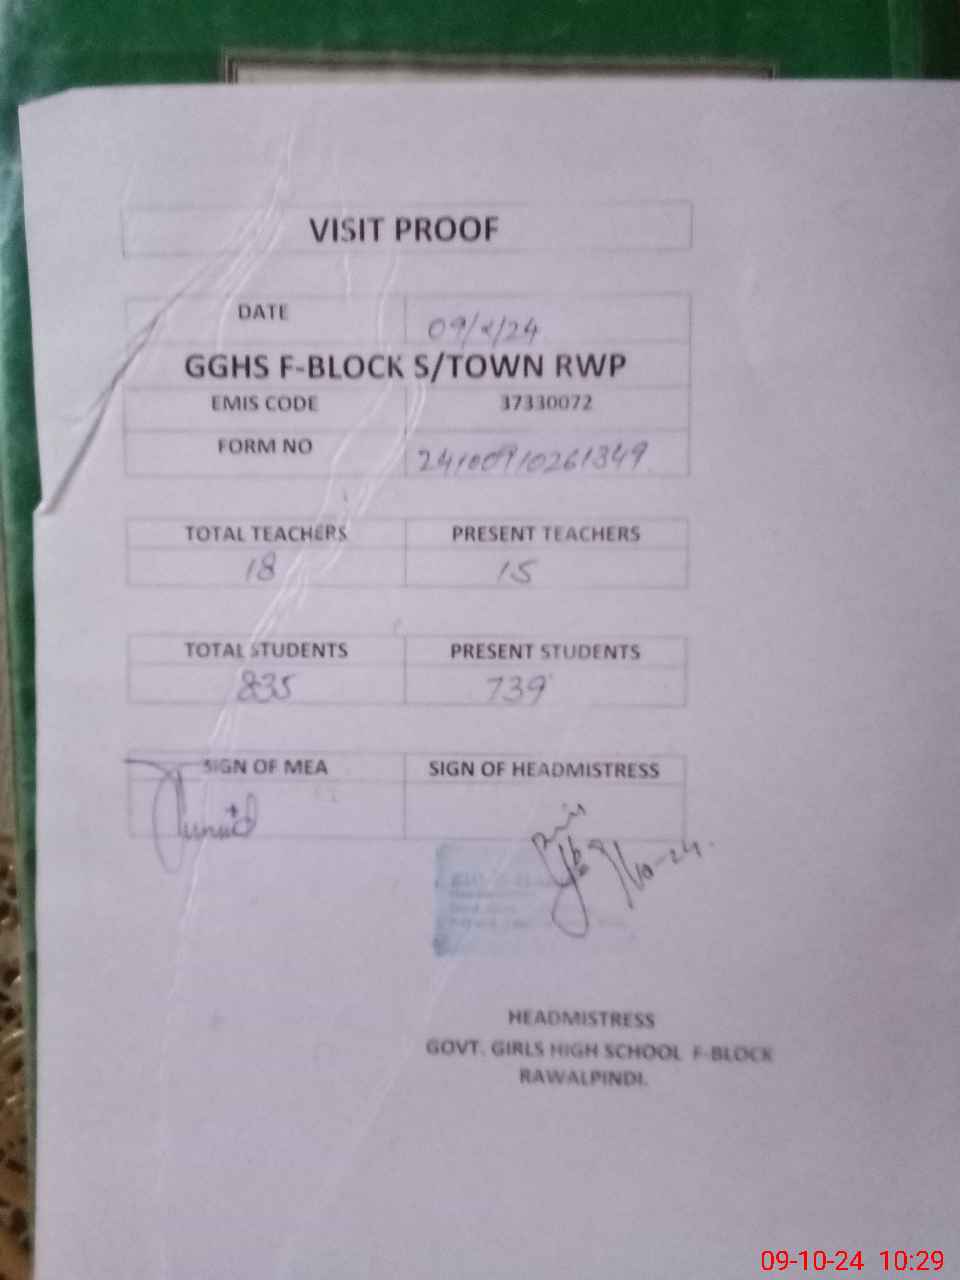 VISIT PROOF
DATE 09/x/24
GGHS F-BLOCK S/TOWN RWP
EMIS CODE 37330072
FORM NO 24100910261349
TOTAL TEACHERS PRESENT TEACHERS
18 15
TOTAL STUDENTS PRESENT STUDENTS
835 739
SIGN OF MEA SIGN OF HEADMISTRESS
9/10-24.
HEADMISTRESS
GOVT. GIRLS HIGH SCHOOL F-BLOCK
RAWALPINDI.
09-10-24 10:29